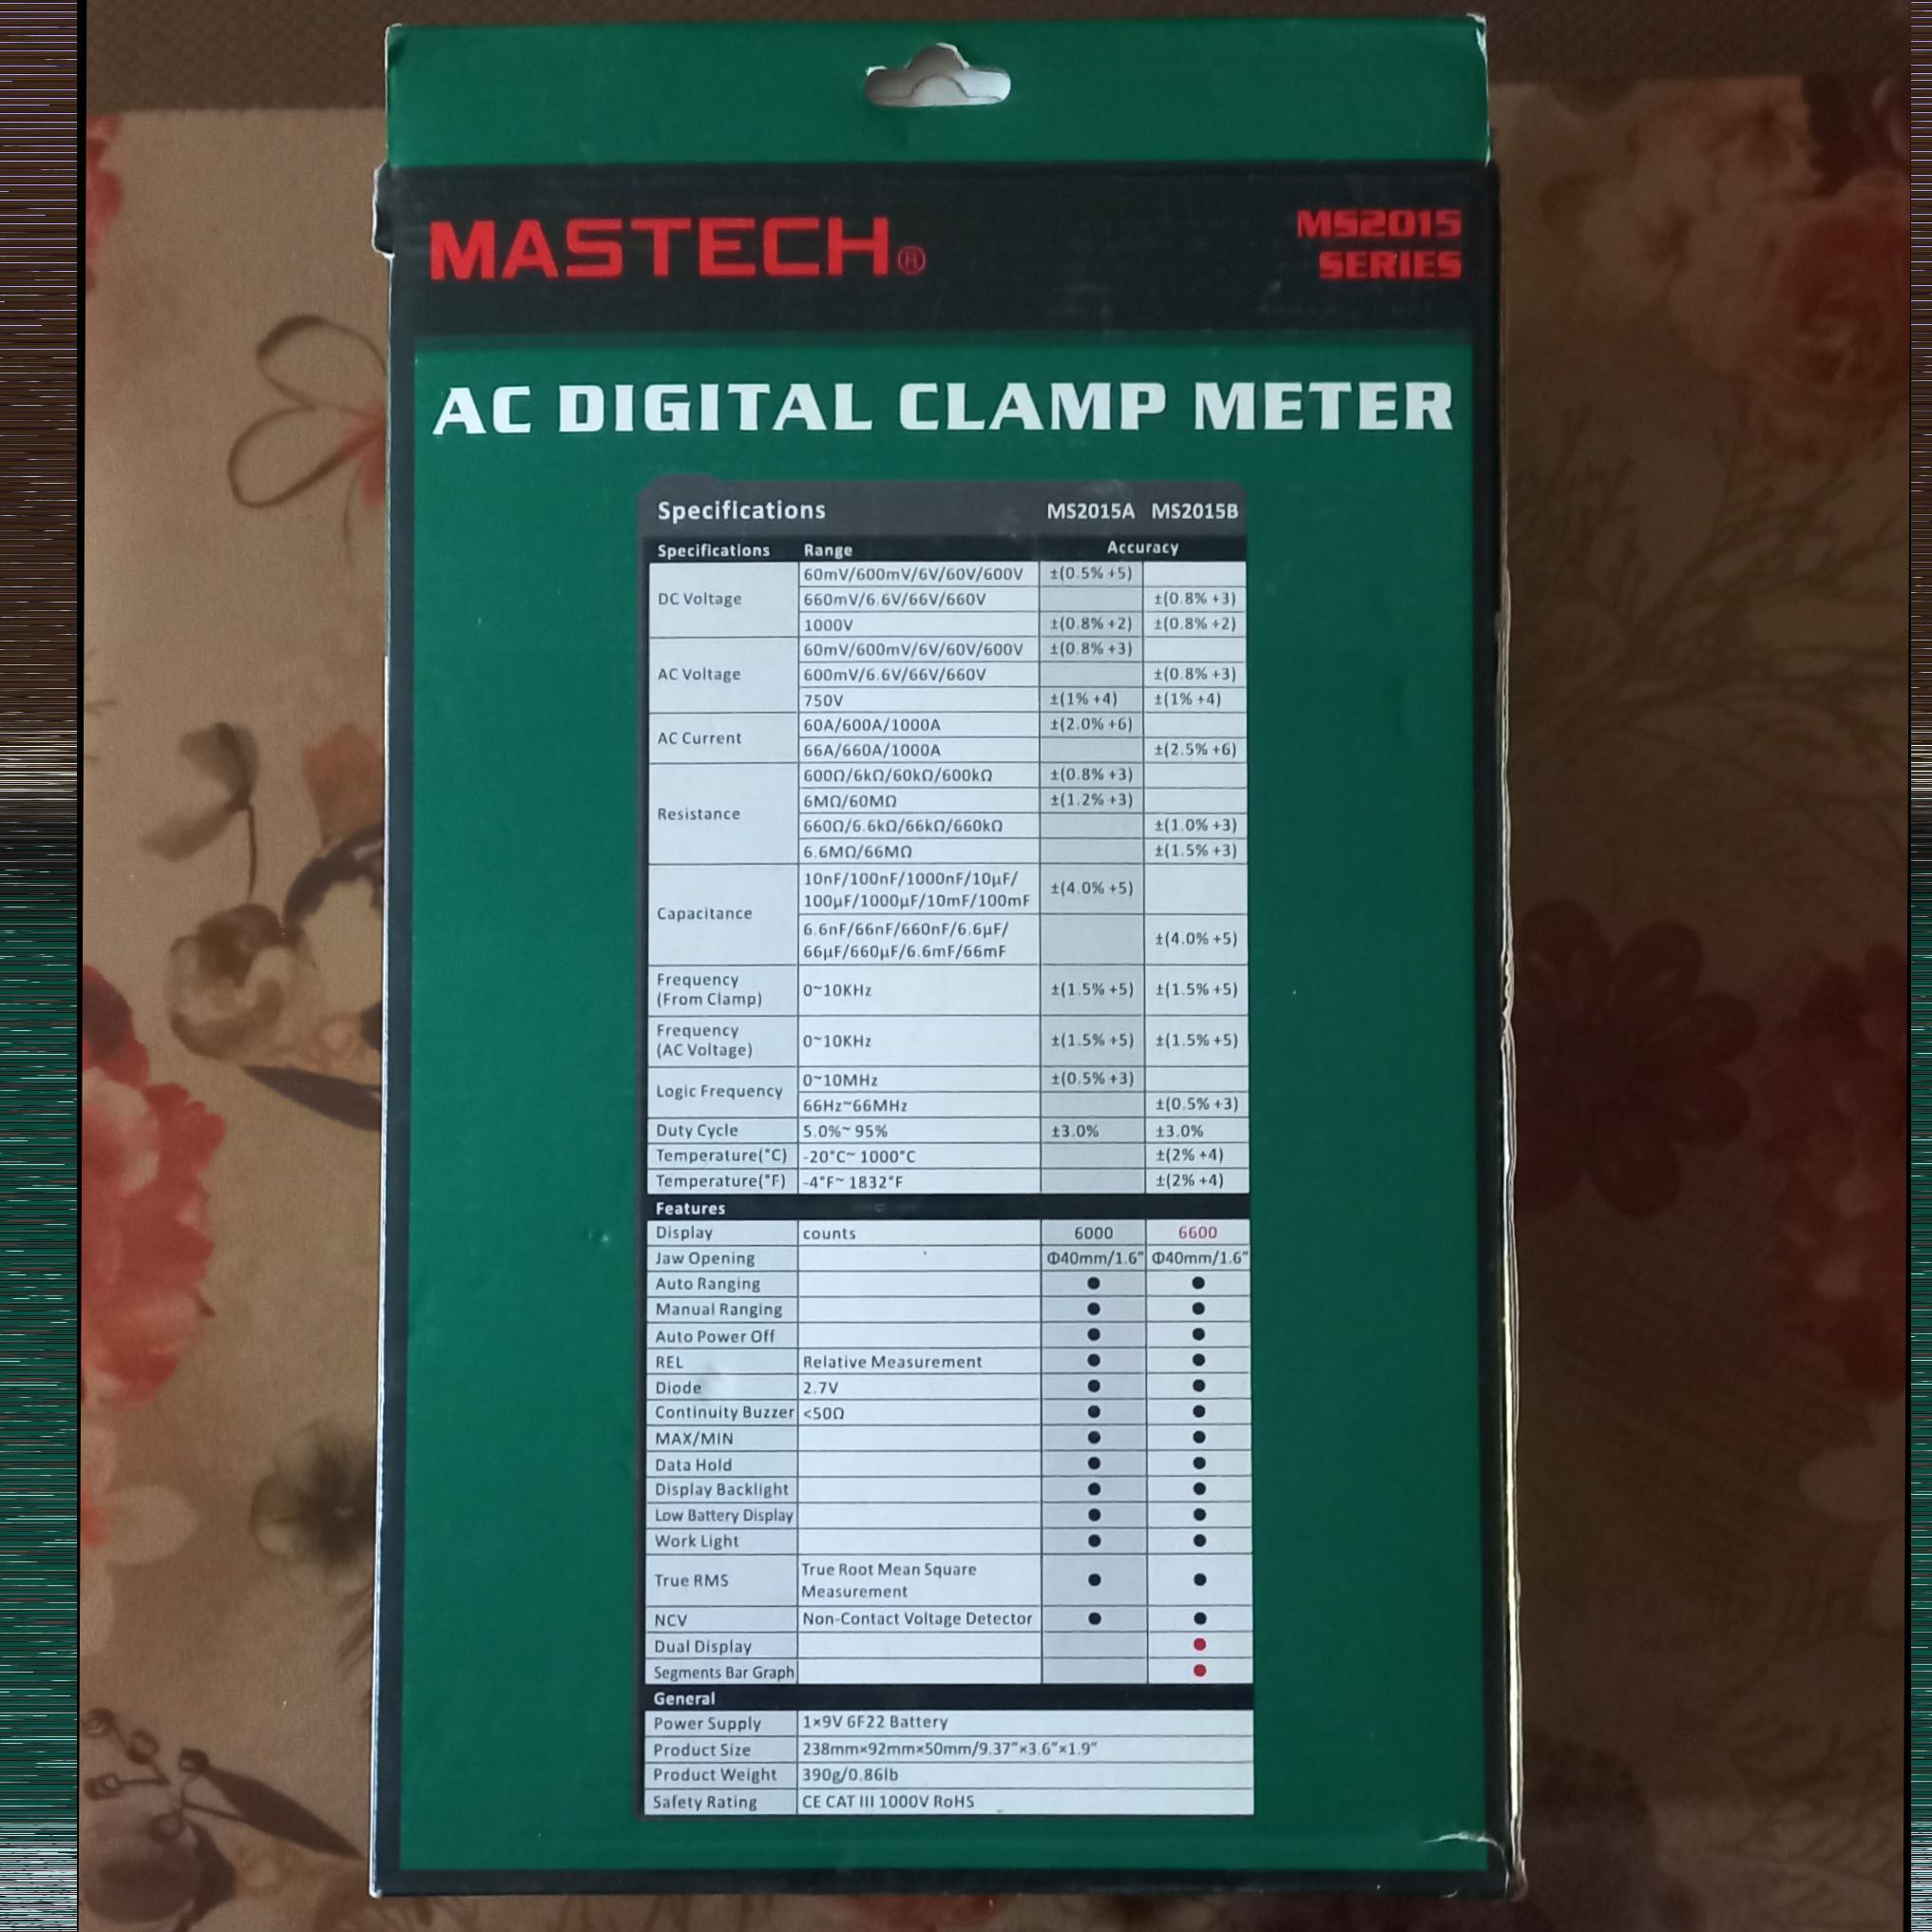 MASTECH®
MS2015
SERIES
AC DIGITAL CLAMP METER
Specifications MS2015A MS2015B
Specifications Range Accuracy
DC Voltage
60mV/600mV/6V/60V/600V ±(0.5% +5)
660mV/6.6V/66V/660V ±(0.8% +3)
1000V ±(0.8% +2) ±(0.8% +2)
AC Voltage
60mV/600mV/6V/60V/600V ±(0.8% +3)
600mV/6.6V/66V/660V ±(0.8% +3)
750V ±(1% +4) ±(1% +4)
AC Current
60A/600A/1000A ±(2.0% +6)
66A/660A/1000A ±(2.5% +6)
Resistance
600Ω/6kΩ/60kΩ/600kΩ ±(0.8% +3)
6MΩ/60MΩ ±(1.2% +3)
660Ω/6.6kΩ/66kΩ/660kΩ ±(1.0% +3)
6.6MΩ/66MΩ ±(1.5% +3)
Capacitance
10nF/100nF/1000nF/10μF/
100μF/1000μF/10mF/100mF ±(4.0% +5)
6.6nF/66nF/660nF/6.6μF/
66μF/660μF/6.6mF/66mF ±(4.0% +5)
Frequency
(From Clamp) 0~10KHz ±(1.5% +5) ±(1.5% +5)
Frequency
(AC Voltage) 0~10KHz ±(1.5% +5) ±(1.5% +5)
Logic Frequency
0~10MHz ±(0.5% +3)
66Hz~66MHz ±(0.5% +3)
Duty Cycle 5.0%~ 95% ±3.0% ±3.0%
Temperature(°C) -20°C~ 1000°C ±(2% +4)
Temperature(°F) -4°F~ 1832°F ±(2% +4)
Features
Display counts 6000 6600
Jaw Opening Φ40mm/1.6" Φ40mm/1.6"
Auto Ranging ● ●
Manual Ranging ● ●
Auto Power Off ● ●
REL Relative Measurement ● ●
Diode 2.7V ● ●
Continuity Buzzer <50Ω ● ●
MAX/MIN ● ●
Data Hold ● ●
Display Backlight ● ●
Low Battery Display ● ●
Work Light ● ●
True RMS True Root Mean Square
Measurement ● ●
NCV Non-Contact Voltage Detector ● ●
Dual Display ●
Segments Bar Graph ●
General
Power Supply 1×9V 6F22 Battery
Product Size 238mm×92mm×50mm/9.37"×3.6"×1.9"
Product Weight 390g/0.86lb
Safety Rating CE CAT III 1000V RoHS